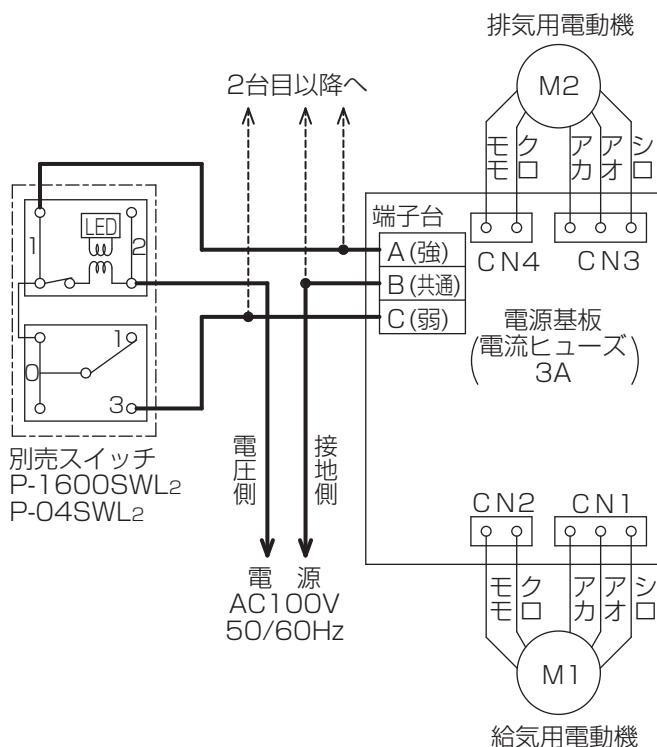 排気用電動機
M2
2台目以降へ
モモ
クロ
アカ
アオ
シロ
端子台
LED
1
2
A(強)
B(共通)
C(弱)
CN4
CN3
電源基板
(電流ヒューズ)
3A
1
0
3
別売スイッチ
P-1600SWL2
P-04SWL2
電圧側
接地側
CN2
CN1
電 源
AC100V
50/60Hz
モモ
クロ
アカ
アオ
シロ
M1
給気用電動機